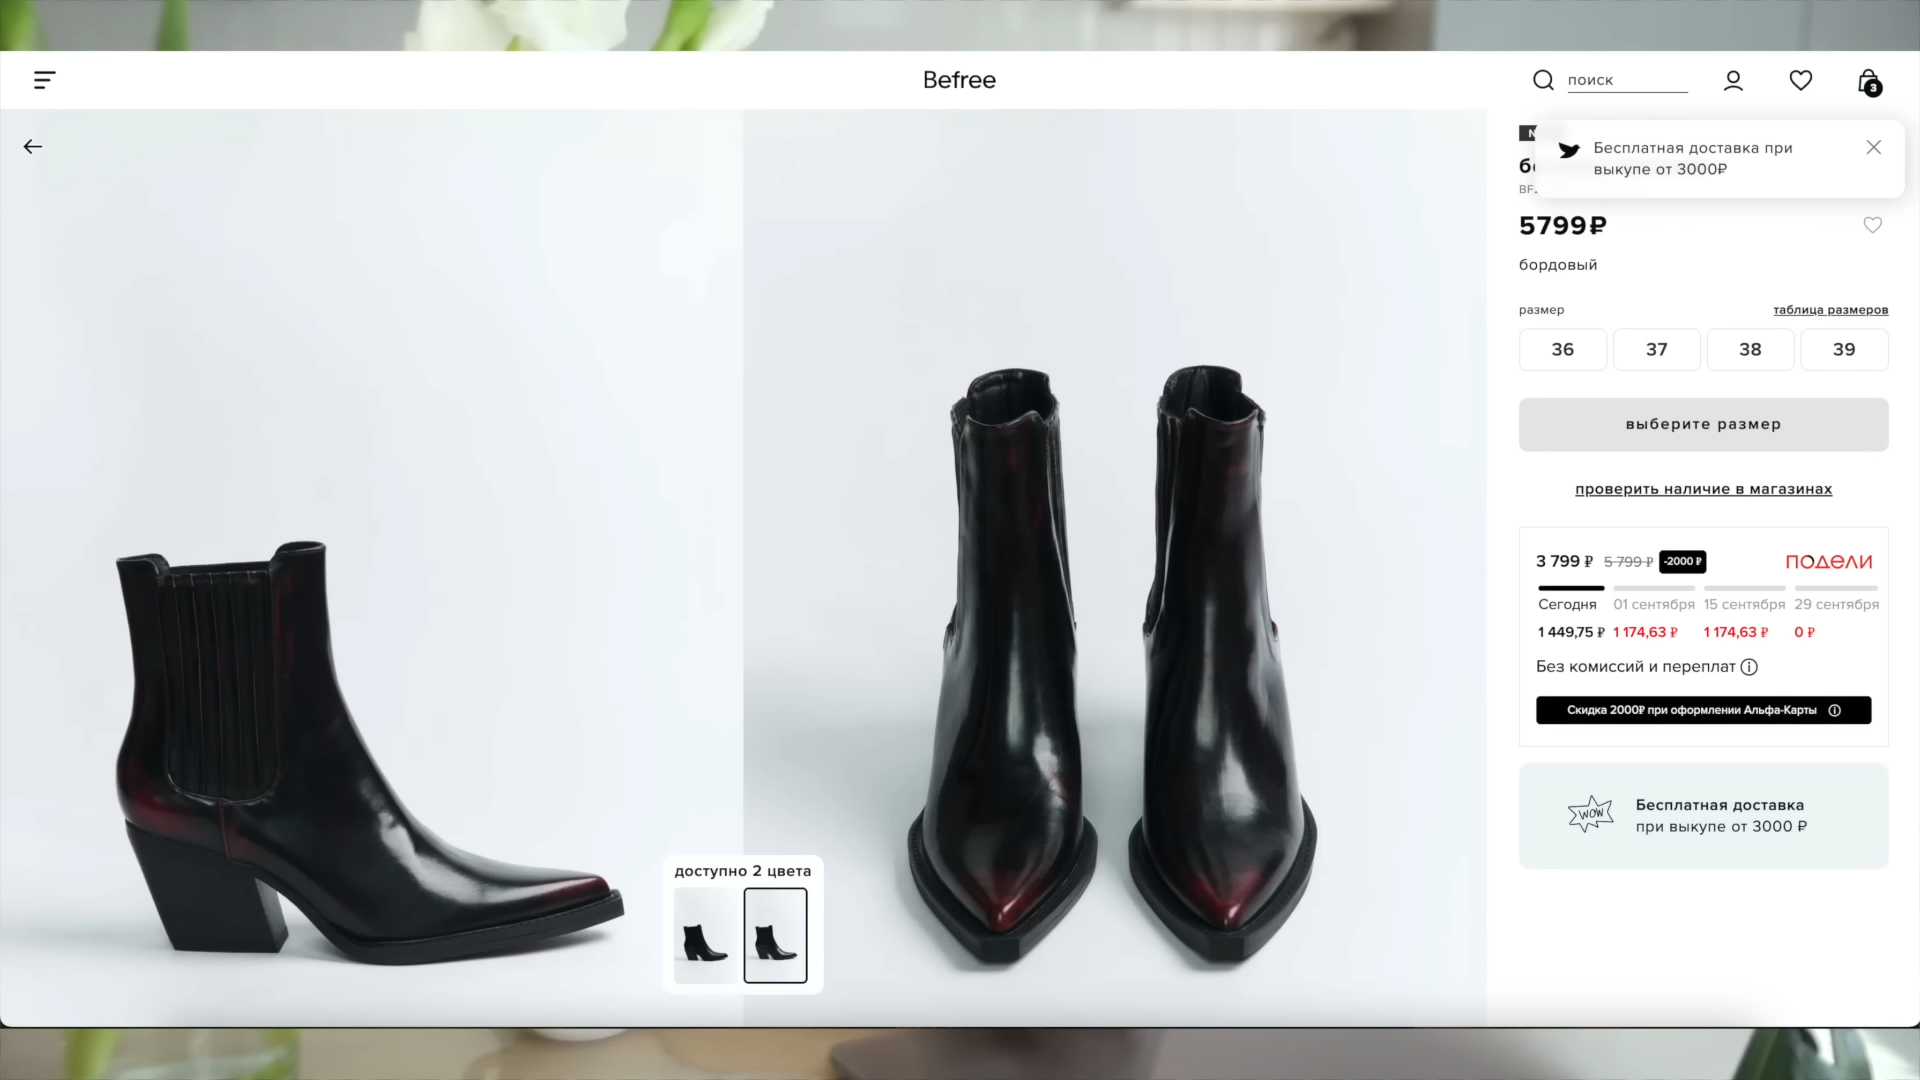 Befree
поиск
3
Бесплатная доставка при
выкупе от 3000₽
5799₽
бордовый
размер
таблица размеров
36
37
38
39
выберите размер
проверить наличие в магазинах
3 799 ₽ 5 799 ₽ -2000 ₽ ПОДЕЛИ
Сегодня 01 сентября 15 сентября 29 сентября
1 449,75 ₽ 1 174,63 ₽ 1 174,63 ₽ 0 ₽
Без комиссий и переплат
Скидка 2000₽ при оформлении Альфа-Карты
WOW
Бесплатная доставка
при выкупе от 3000 ₽
доступно 2 цвета